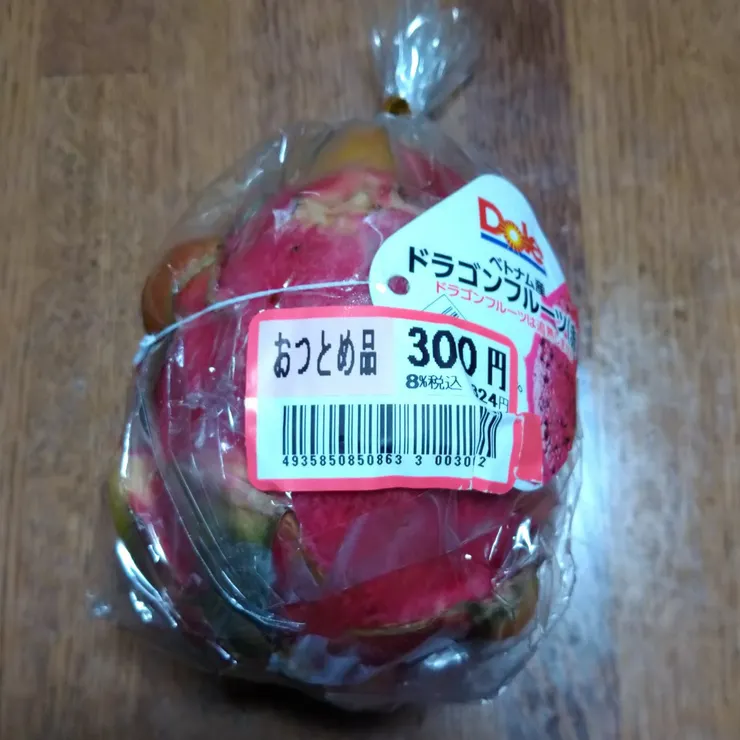 Dole
ベトナム産
ドラゴンフルーツ
ドラゴンフルーツは
おつとめ品
300円
8%税込
324円
4935850850863 3 00302